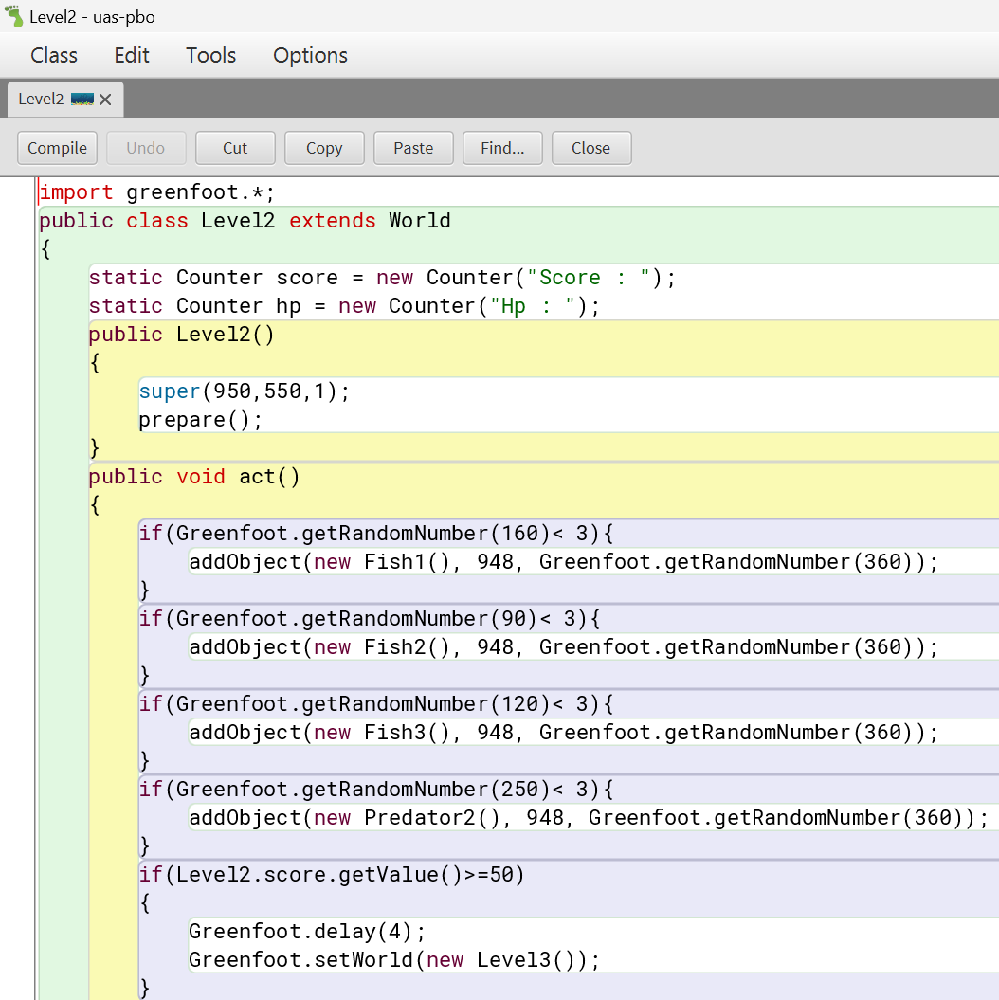 Level2 - uas-pbo
Class Edit Tools Options
Level2
Compile Undo Cut Copy Paste Find... Close
import greenfoot.*;
public class Level2 extends World
{
static Counter score = new Counter("Score : ");
static Counter hp = new Counter("Hp : ");
public Level2()
{
super(950,550,1);
prepare();
}
public void act()
{
if(Greenfoot.getRandomNumber(160)< 3){
addObject(new Fish1(), 948, Greenfoot.getRandomNumber(360));
}
if(Greenfoot.getRandomNumber(90)< 3){
addObject(new Fish2(), 948, Greenfoot.getRandomNumber(360));
}
if(Greenfoot.getRandomNumber(120)< 3){
addObject(new Fish3(), 948, Greenfoot.getRandomNumber(360));
}
if(Greenfoot.getRandomNumber(250)< 3){
addObject(new Predator2(), 948, Greenfoot.getRandomNumber(360));
}
if(Level2.score.getValue()>=50)
{
Greenfoot.delay(4);
Greenfoot.setWorld(new Level3());
}